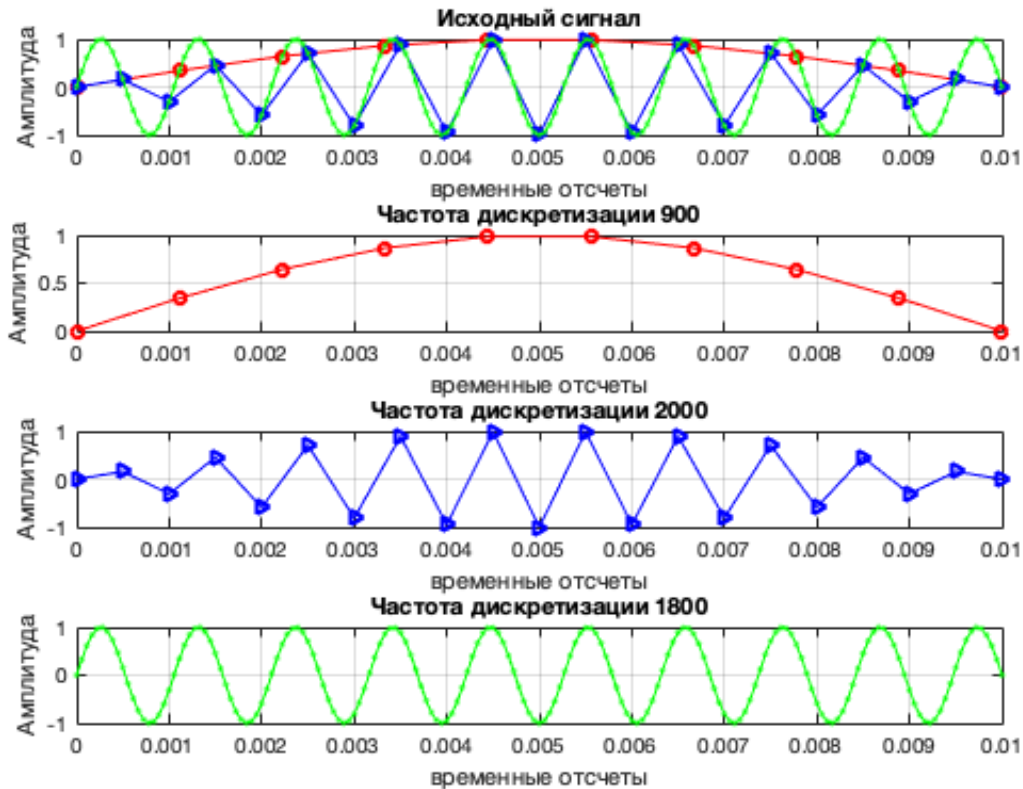 Исходный сигнал
Амплитуда
1
0
-1
0 0.001 0.002 0.003 0.004 0.005 0.006 0.007 0.008 0.009 0.01
временные отсчеты
Частота дискретизации 900
Амплитуда
1
0.5
0
0 0.001 0.002 0.003 0.004 0.005 0.006 0.007 0.008 0.009 0.01
временные отсчеты
Частота дискретизации 2000
Амплитуда
1
0
-1
0 0.001 0.002 0.003 0.004 0.005 0.006 0.007 0.008 0.009 0.01
временные отсчеты
Частота дискретизации 1800
Амплитуда
1
0
-1
0 0.001 0.002 0.003 0.004 0.005 0.006 0.007 0.008 0.009 0.01
временные отсчеты